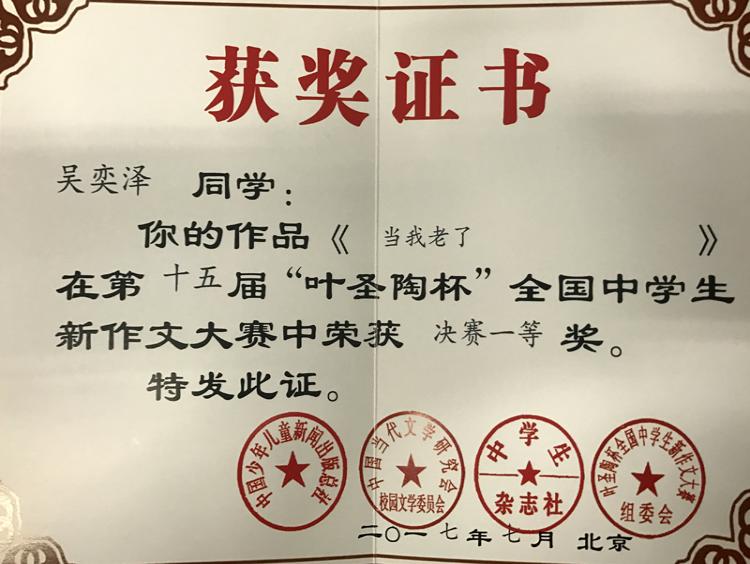 获奖证书
吴奕泽 同学：
你的作品《 当我老了 》
在第十五届“叶圣陶杯”全国中学生
新作文大赛中荣获 决赛一等 奖。
特发此证。
中国少年儿童新闻出版总社
中国当代文学研究会
校园文学委员会
中学生
杂志社
叶圣陶杯全国中学生新作文大赛
组委会
二〇一七年七月 北京